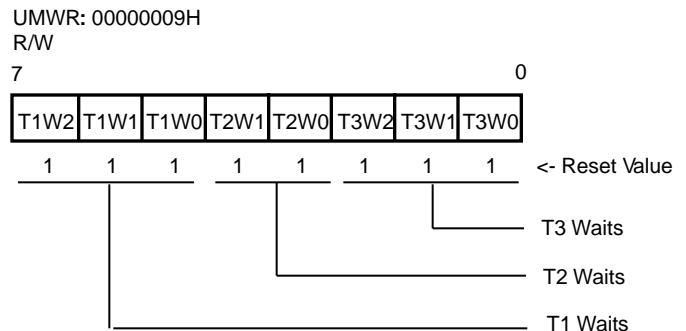 UMWR: 00000009H
R/W
7 0
T1W2 T1W1 T1W0 T2W1 T2W0 T3W2 T3W1 T3W0
1 1 1 1 1 1 1 1 <- Reset Value
T3 Waits
T2 Waits
T1 Waits